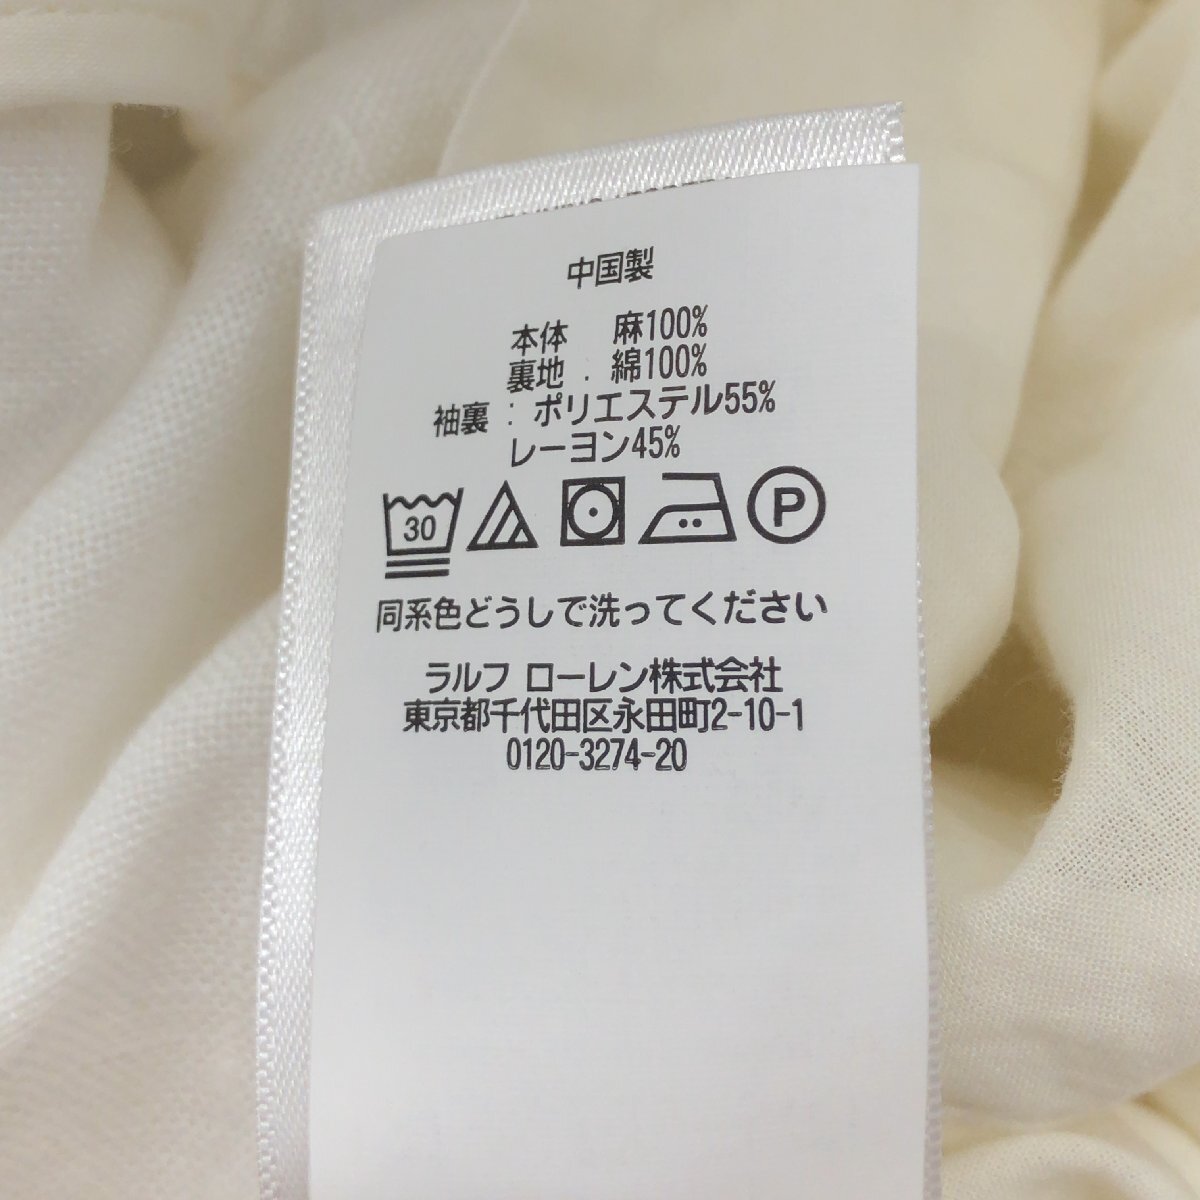 中国製
本体 麻100%
裏地 : 綿100%
袖裏 : ポリエステル55%
レーヨン45%
30 P
同系色どうしで洗ってください
ラルフ ローレン株式会社
東京都千代田区永田町2-10-1
0120-3274-20